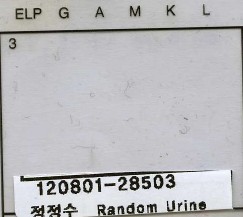 ELP G A M K L
3
120801-28503
정정수 Random Urine